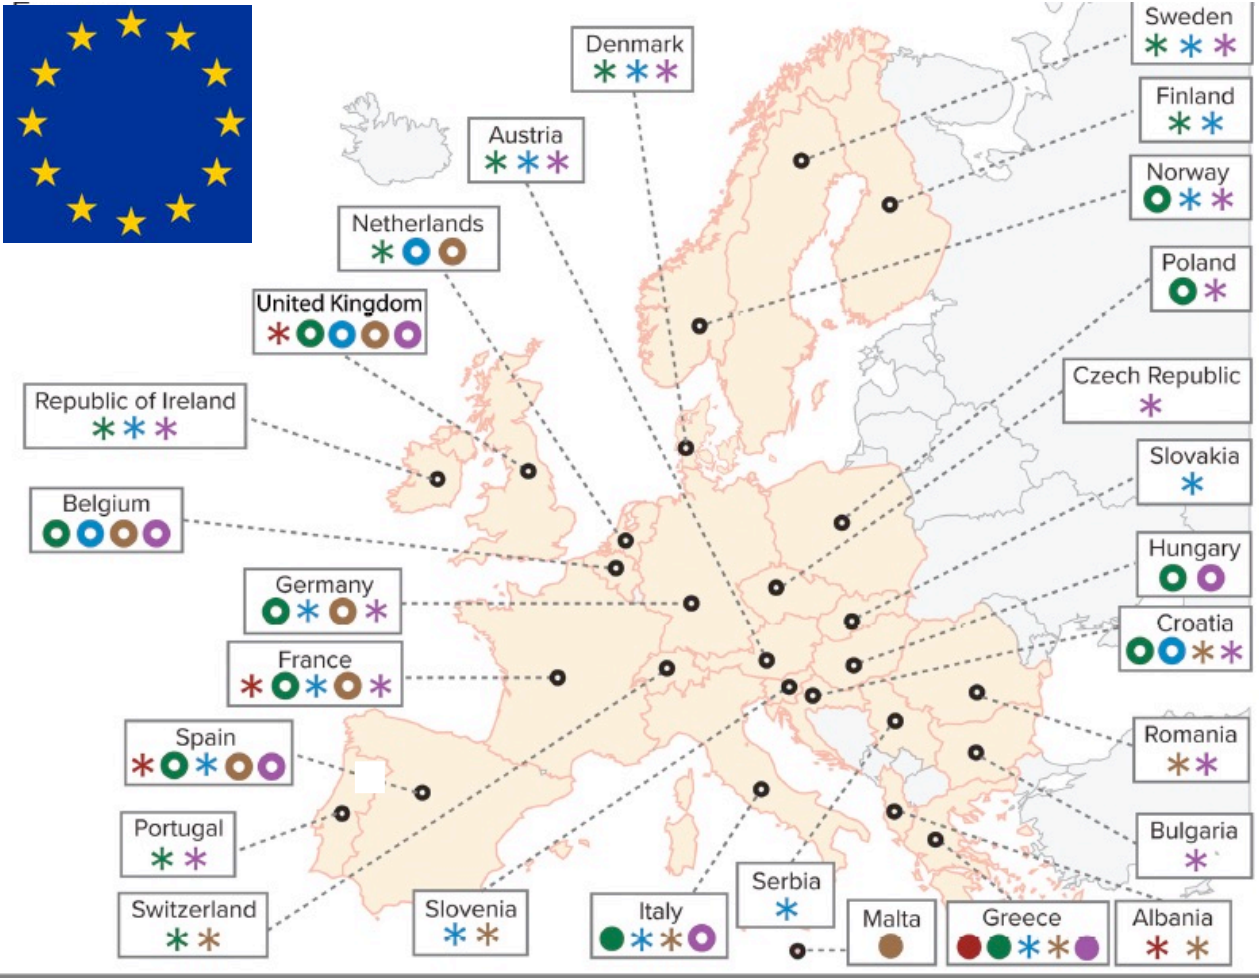 Sweden
Denmark
Finland
Austria
Norway
Netherlands
Poland
United Kingdom
Czech Republic
Republic of Ireland
Slovakia
Belgium
Hungary
Germany
Croatia
France
Spain
Romania
Portugal
Bulgaria
Switzerland
Slovenia
Italy
Serbia
Malta
Greece
Albania